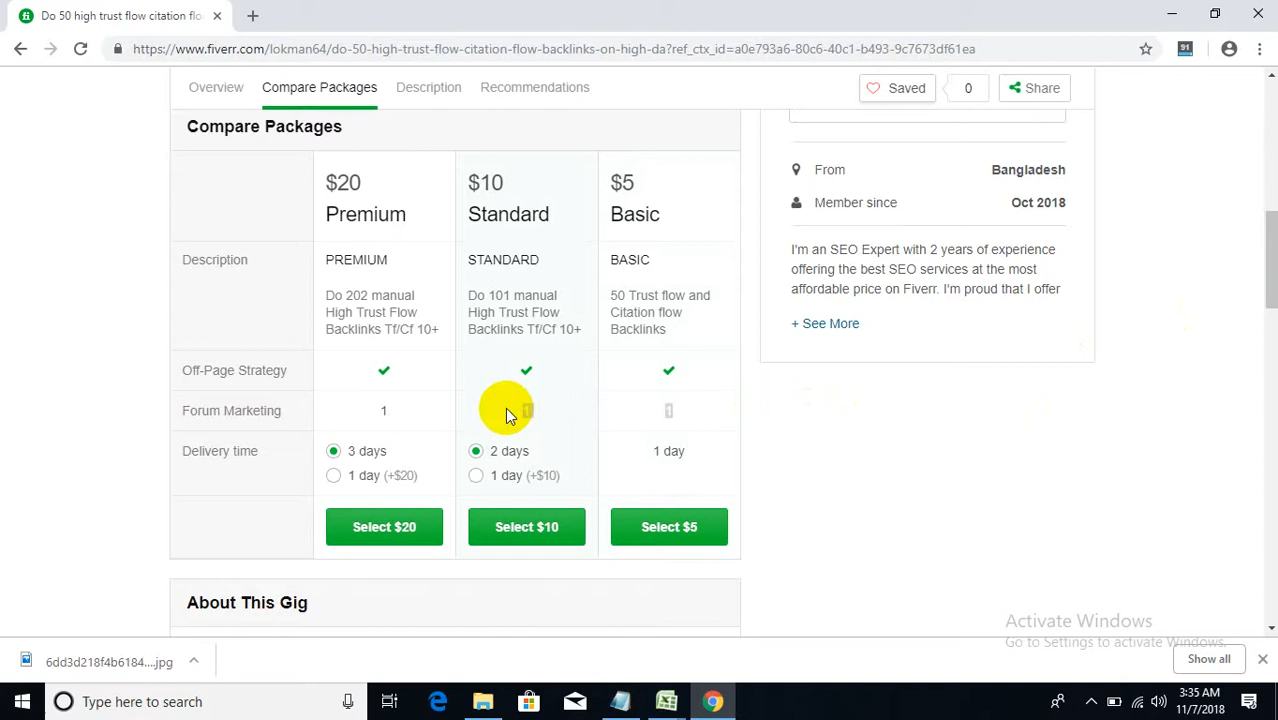 Do 50 high trust flow citation flo
https://www.fiverr.com/lokman64/do-50-high-trust-flow-citation-flow-backlinks-on-high-da?ref_ctx_id=a0e793a6-80c6-40c1-b493-9c7673df61ea
91
Overview Compare Packages Description Recommendations
Saved 0 Share
Compare Packages
$20 $10 $5
Premium Standard Basic
Description PREMIUM STANDARD BASIC
Do 202 manual High Trust Flow Backlinks Tf/Cf 10+
Do 101 manual High Trust Flow Backlinks Tf/Cf 10+
50 Trust flow and Citation flow Backlinks
Off-Page Strategy
Forum Marketing 1 1 1
Delivery time 3 days 2 days 1 day
1 day (+$20) 1 day (+$10)
Select $20 Select $10 Select $5
About This Gig
From Bangladesh
Member since Oct 2018
I'm an SEO Expert with 2 years of experience
offering the best SEO services at the most
affordable price on Fiverr. I'm proud that I offer
+ See More
Activate Windows
Go to Settings to activate Windows.
6dd3d218f4b6184....jpg
Show all
Type here to search
3:35 AM
11/7/2018